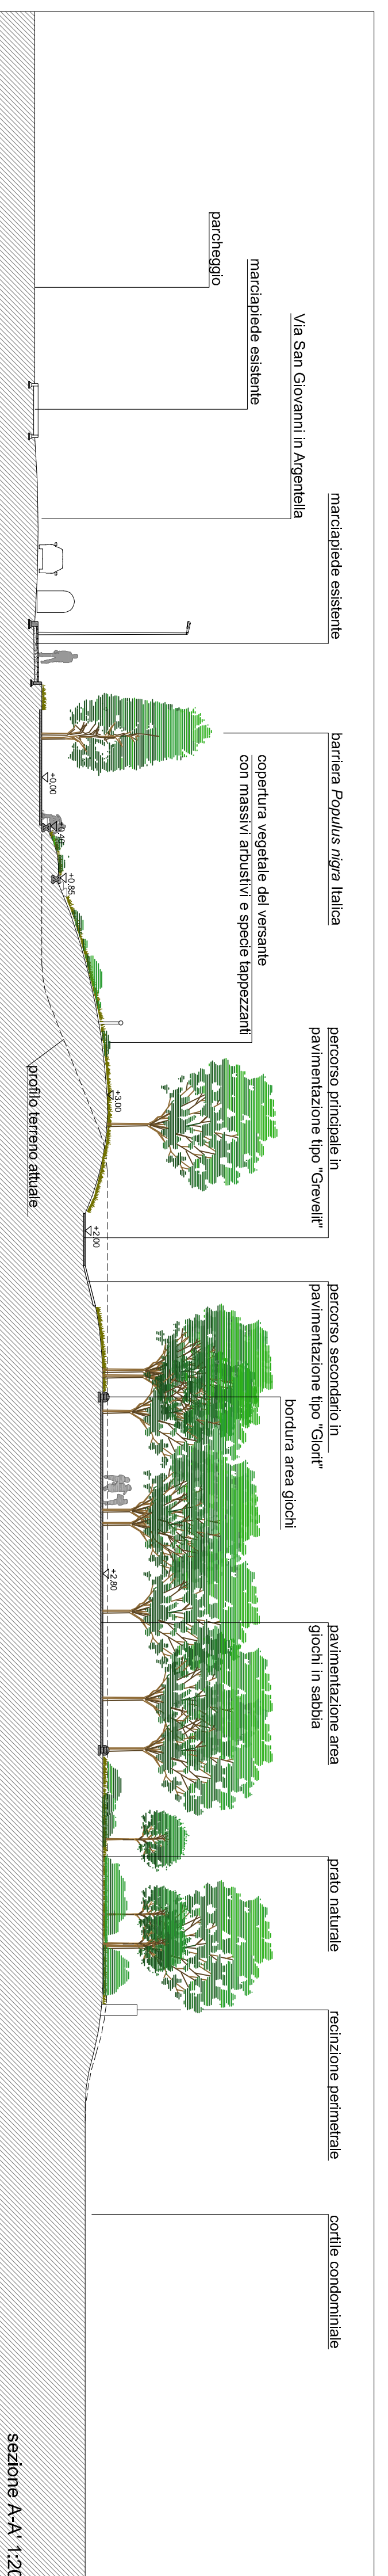 parcheggio
marciapiede esistente
Via San Giovanni in Argentella
marciapiede esistente
barriera Populus nigra Italica
copertura vegetale del versante
con massivi arbustivi e specie tappezzanti
percorso principale in
pavimentazione tipo "Grevelit"
percorso secondario in
pavimentazione tipo "Glorit"
bordura area giochi
pavimentazione area
giochi in sabbia
prato naturale
recinzione perimetrale
cortile condominiale
+0,00
+0,85
+3,00
+2,00
+2,80
profilo terreno attuale
sezione A-A' 1:20